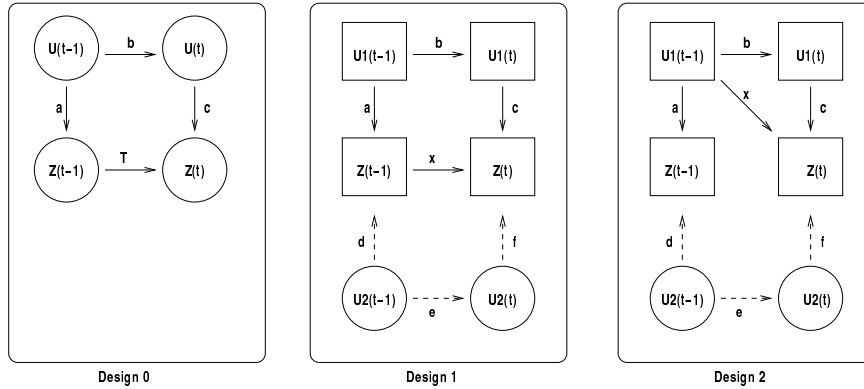 U(t−1) b U(t)
a c
Z(t−1) T Z(t)
Design 0
U1(t−1) b U1(t)
a c
Z(t−1) x Z(t)
d f
U2(t−1) e U2(t)
Design 1
U1(t−1) b U1(t)
a x c
Z(t−1) Z(t)
d f
U2(t−1) e U2(t)
Design 2